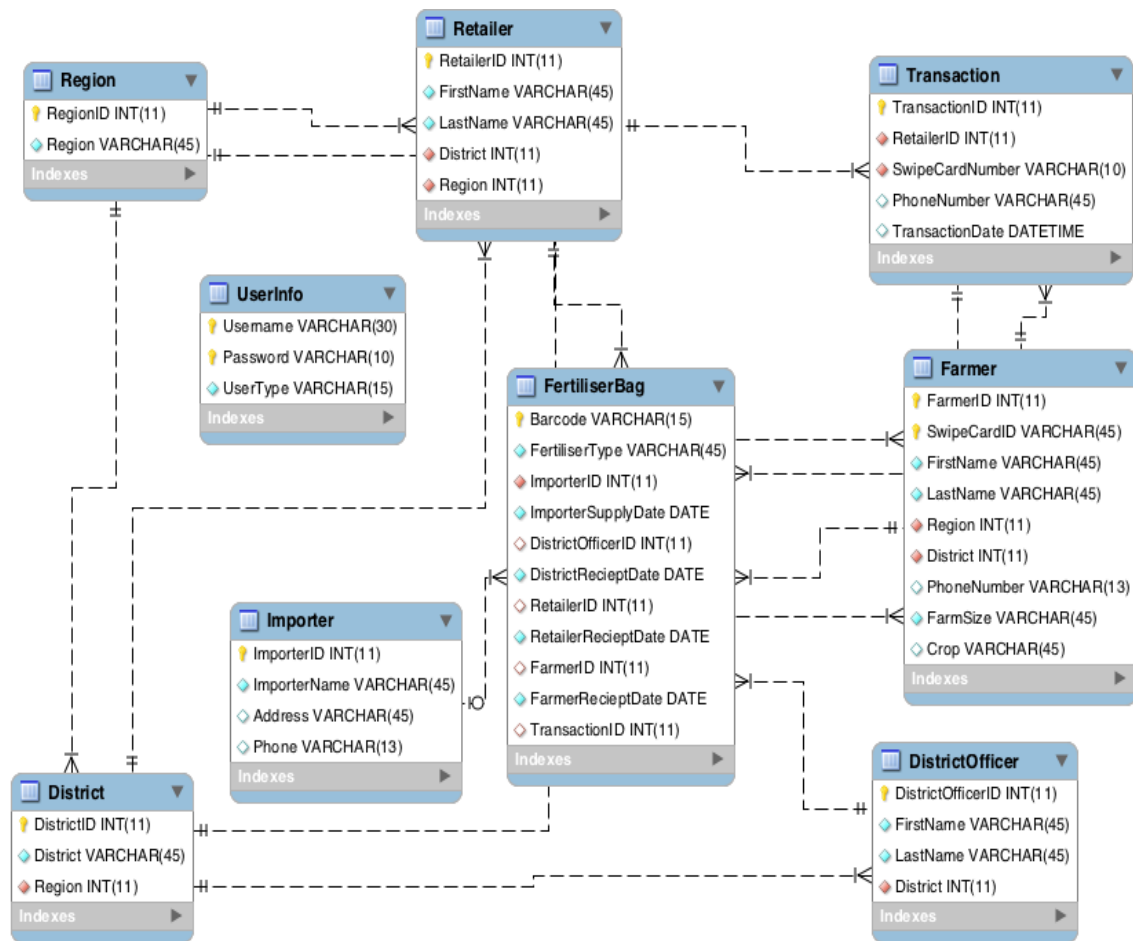 Retailer
RetailerID INT(11)
FirstName VARCHAR(45)
LastName VARCHAR(45)
District INT(11)
Region INT(11)
Indexes
Region
RegionID INT(11)
Region VARCHAR(45)
Indexes
Transaction
TransactionID INT(11)
RetailerID INT(11)
SwipeCardNumber VARCHAR(10)
PhoneNumber VARCHAR(45)
TransactionDate DATETIME
Indexes
UserInfo
Username VARCHAR(30)
Password VARCHAR(10)
UserType VARCHAR(15)
Indexes
FertiliserBag
Barcode VARCHAR(15)
FertiliserType VARCHAR(45)
ImporterID INT(11)
ImporterSupplyDate DATE
DistrictOfficerID INT(11)
DistrictRecieptDate DATE
RetailerID INT(11)
RetailerRecieptDate DATE
FarmerID INT(11)
FarmerRecieptDate DATE
TransactionID INT(11)
Indexes
Farmer
FarmerID INT(11)
SwipeCardID VARCHAR(45)
FirstName VARCHAR(45)
LastName VARCHAR(45)
Region INT(11)
District INT(11)
PhoneNumber VARCHAR(13)
FarmSize VARCHAR(45)
Crop VARCHAR(45)
Indexes
Importer
ImporterID INT(11)
ImporterName VARCHAR(45)
Address VARCHAR(45)
Phone VARCHAR(13)
Indexes
District
DistrictID INT(11)
District VARCHAR(45)
Region INT(11)
Indexes
DistrictOfficer
DistrictOfficerID INT(11)
FirstName VARCHAR(45)
LastName VARCHAR(45)
District INT(11)
Indexes